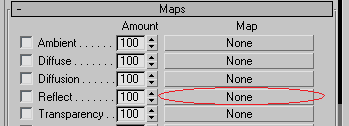 - Maps
Amount Map
Ambient . . . . . . 100 None
Diffuse . . . . . . 100 None
Diffusion . . . . . 100 None
Reflect . . . . . . 100 None
Transparency . . . . 100 None